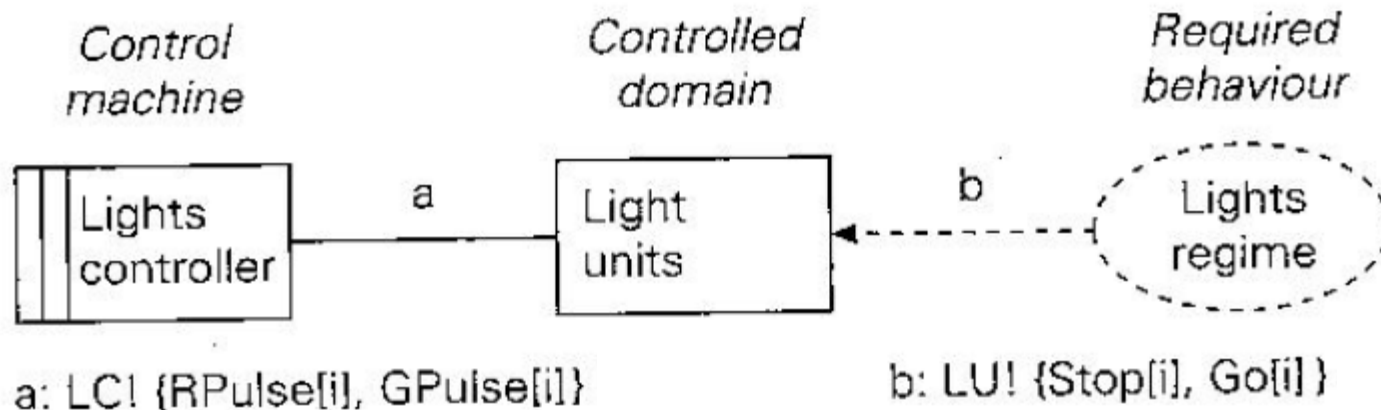 Control
machine
Controlled
domain
Required
behaviour
Lights
controller
a
Light
units
b
Lights
regime
a: LC! {RPulse[i], GPulse[i]}
b: LU! {Stop[i], Go[i] }